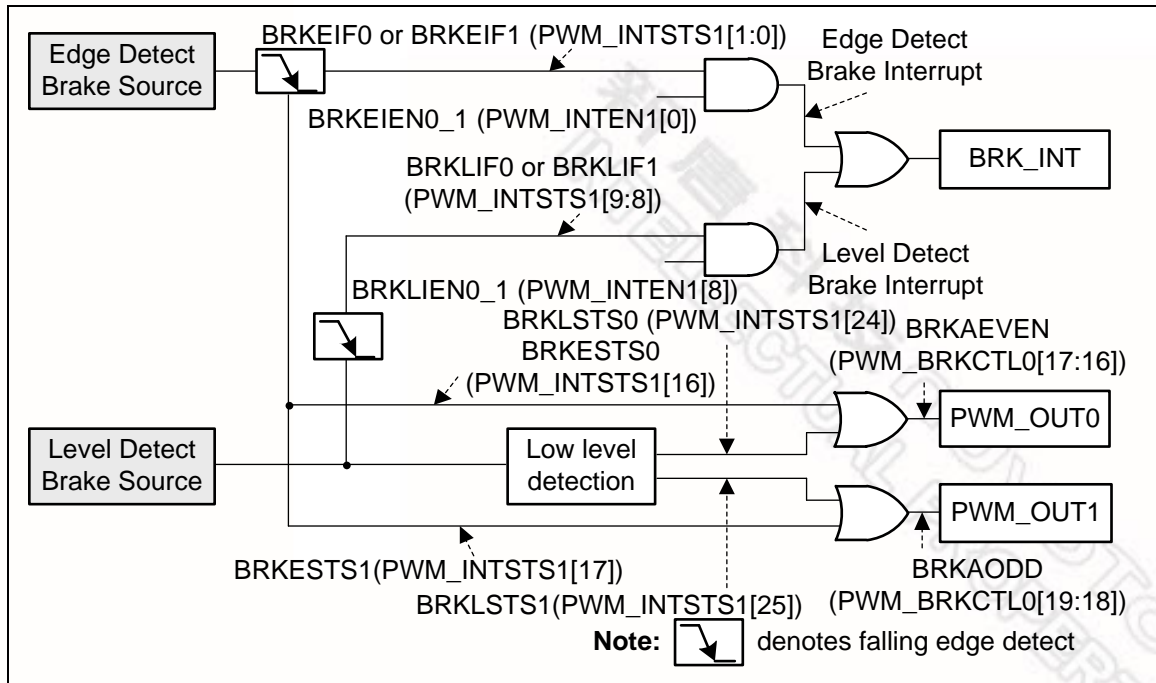 BRKEIF0 or BRKEIF1 (PWM_INTSTS1[1:0])
Edge Detect
Brake Source
Edge Detect
Brake Interrupt
BRKEIEN0_1 (PWM_INTEN1[0])
BRKLIF0 or BRKLIF1
(PWM_INTSTS1[9:8])
BRK_INT
Level Detect
Brake Interrupt
BRKLIEN0_1 (PWM_INTEN1[8])
BRKLSTS0 (PWM_INTSTS1[24])
BRKESTS0
(PWM_INTSTS1[16])
BRKAEVEN
(PWM_BRKCTL0[17:16])
PWM_OUT0
Level Detect
Brake Source
Low level
detection
PWM_OUT1
BRKESTS1(PWM_INTSTS1[17])
BRKLSTS1(PWM_INTSTS1[25])
BRKAODD
(PWM_BRKCTL0[19:18])
Note: denotes falling edge detect